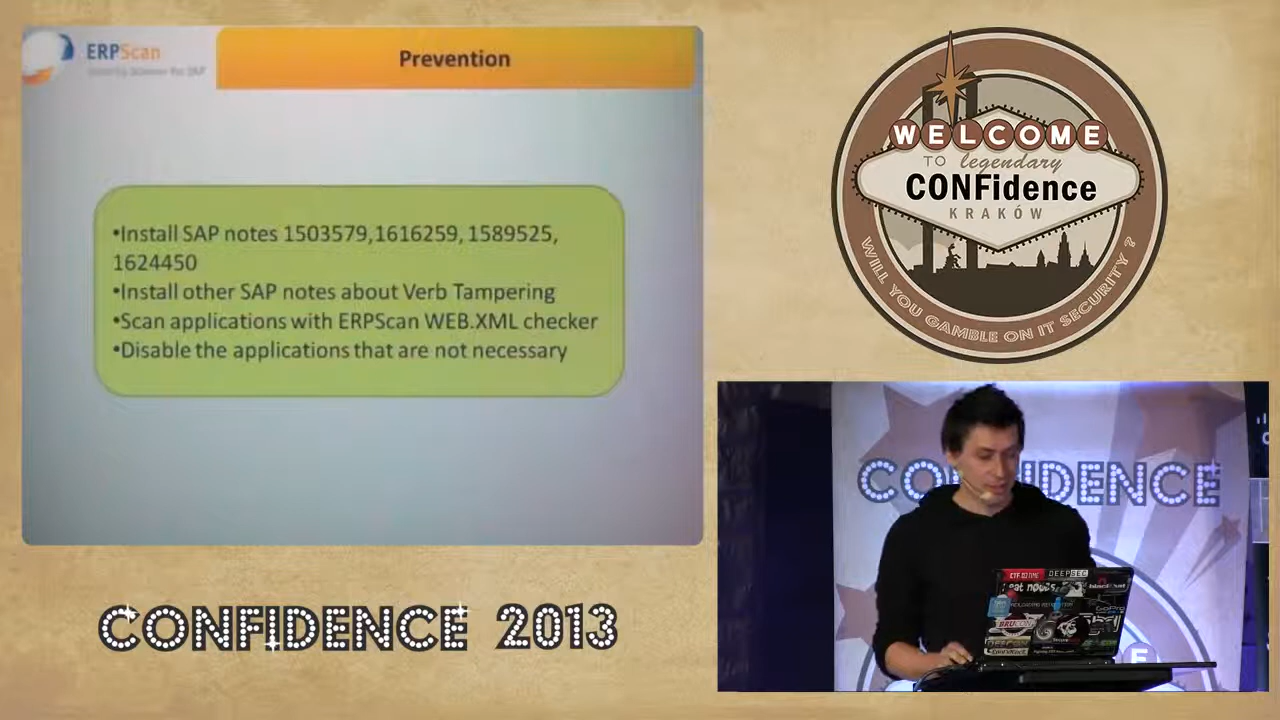 ERPScan
Prevention
•Install SAP notes 1503579,1616259, 1589525,
1624450
•Install other SAP notes about Verb Tampering
•Scan applications with ERPScan WEB.XML checker
•Disable the applications that are not necessary
CONFIDENCE 2013
WELCOME
TO legendary
CONFidence
KRAKÓW
WILL YOU GAMBLE ON IT SECURITY ?
CONFIDENCE
DEEPSEC
BRUCON